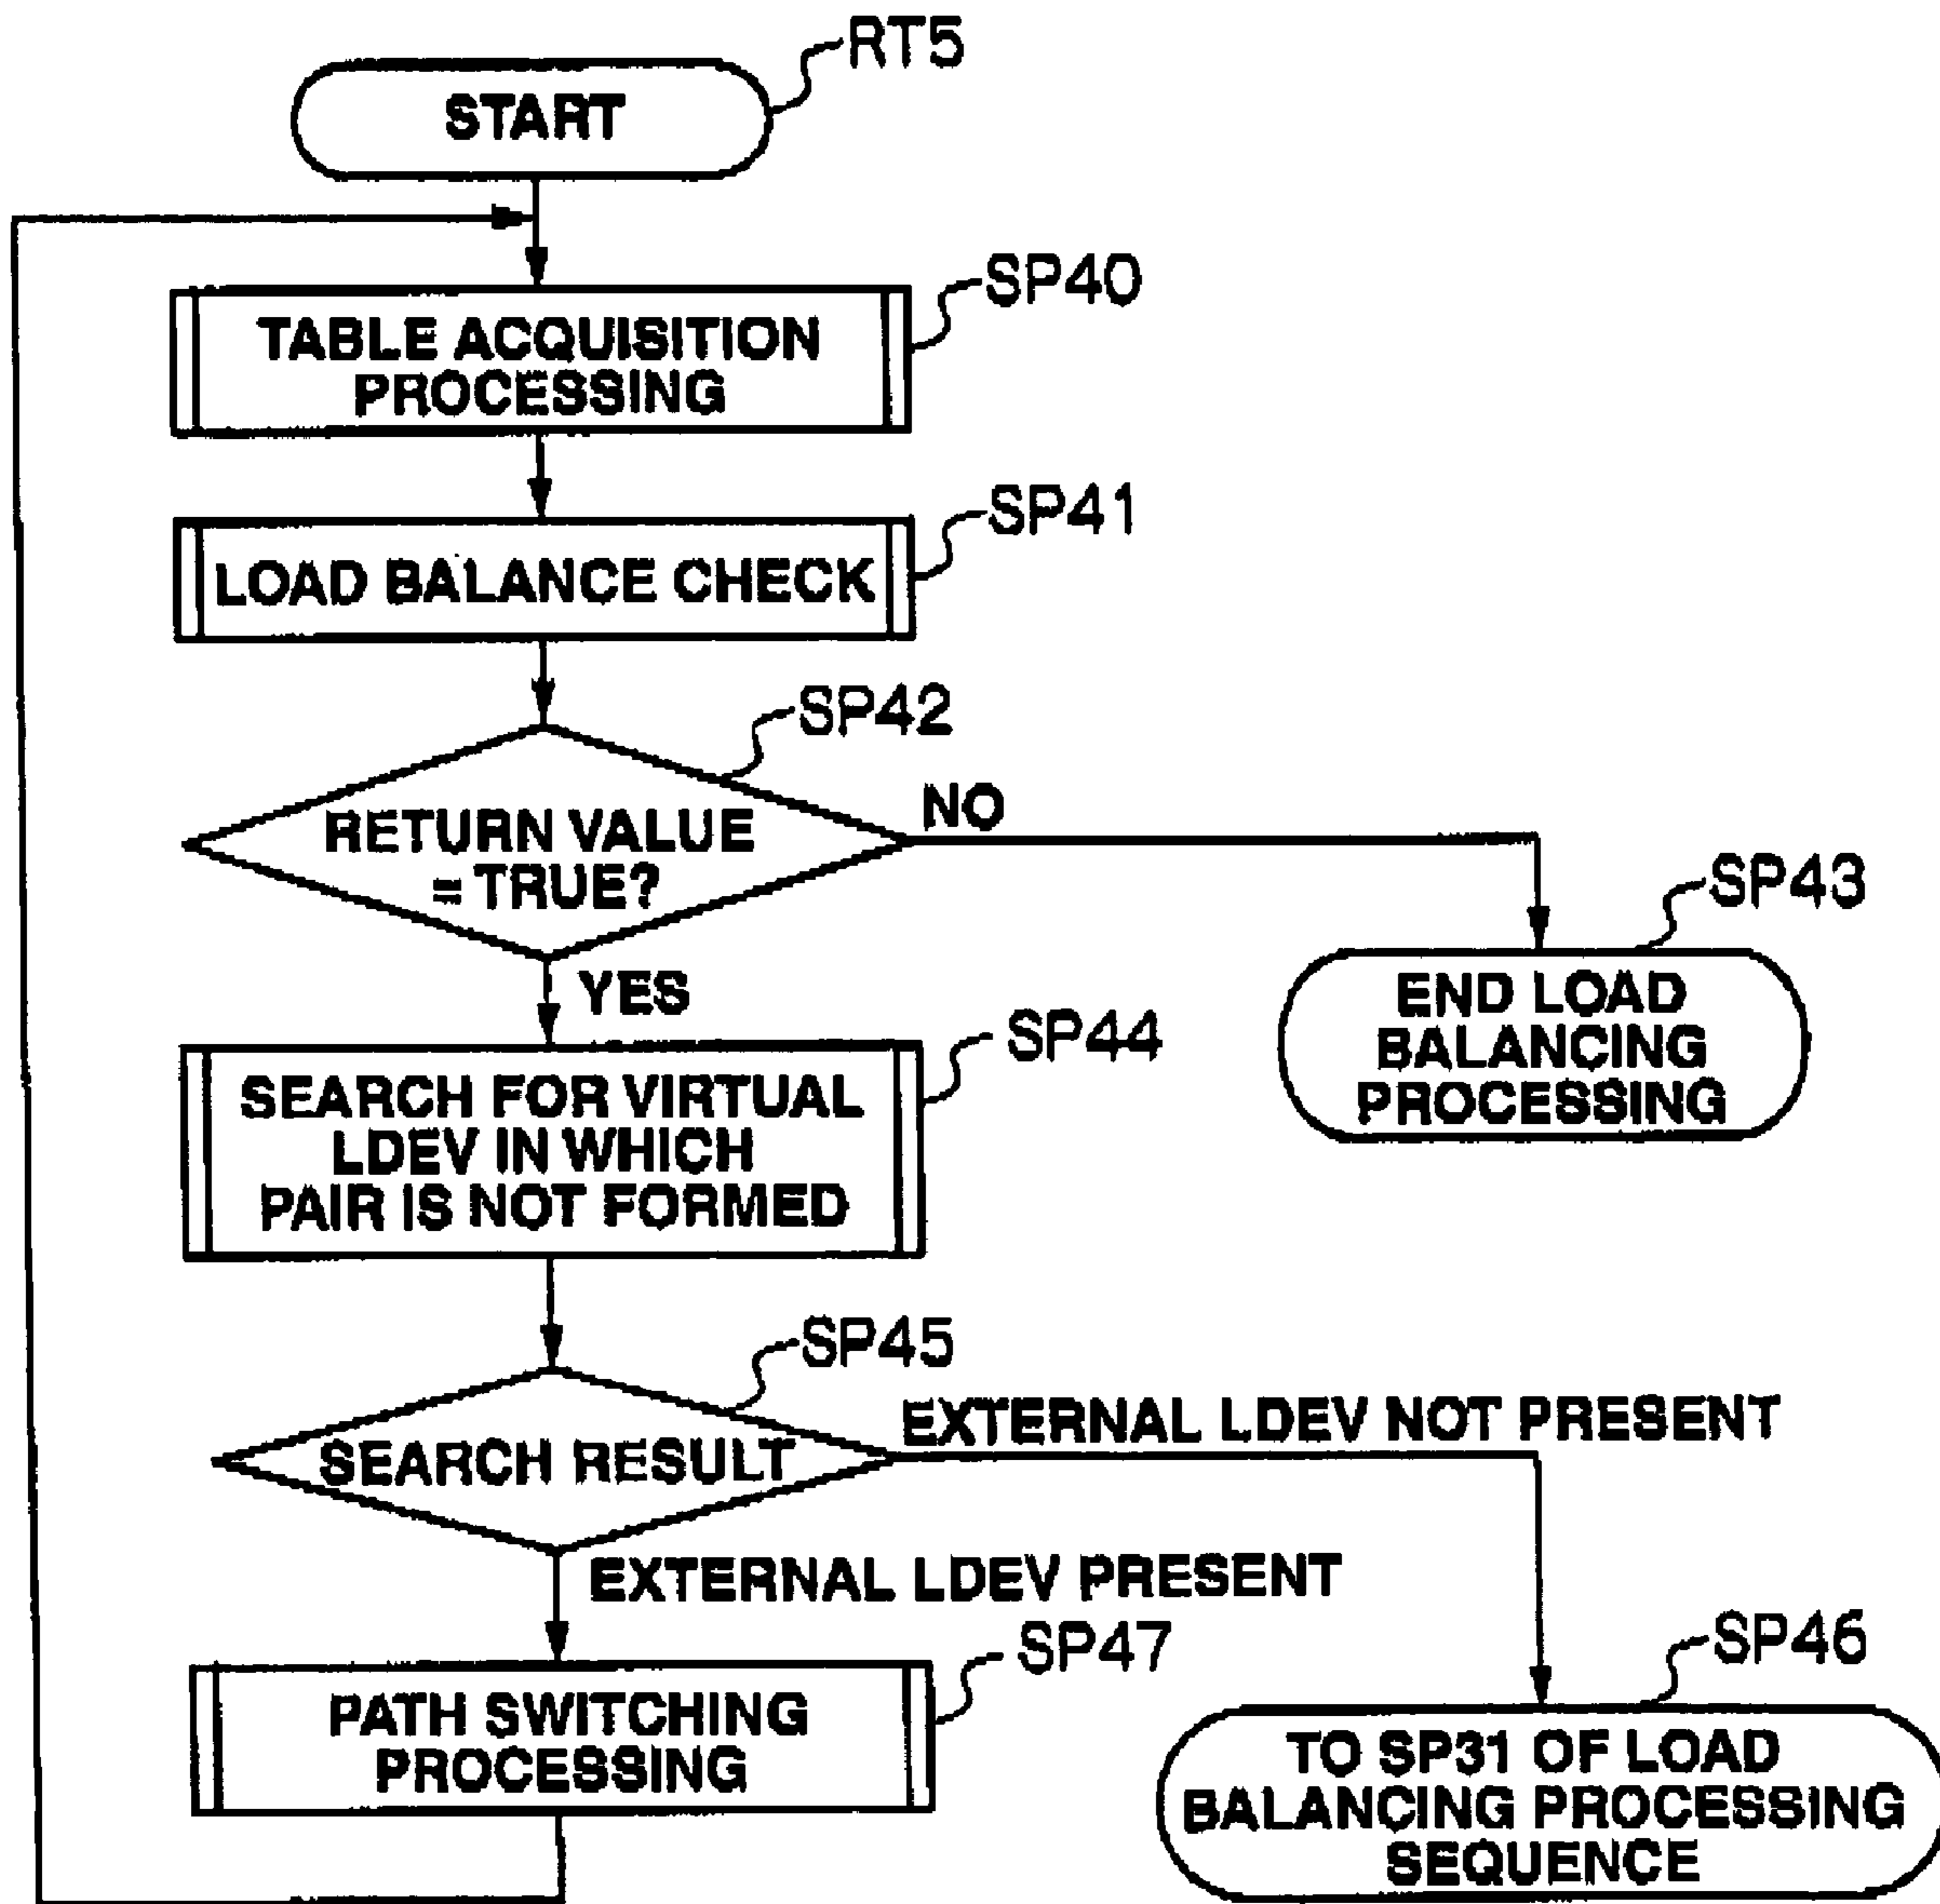 RT5
START
SP40
TABLE ACQUISITION
PROCESSING
SP41
LOAD BALANCE CHECK
SP42
RETURN VALUE
= TRUE?
NO
YES
SP43
END LOAD
BALANCING
PROCESSING
SP44
SEARCH FOR VIRTUAL
LDEV IN WHICH
PAIR IS NOT FORMED
SP45
SEARCH RESULT
EXTERNAL LDEV NOT PRESENT
EXTERNAL LDEV PRESENT
SP47
PATH SWITCHING
PROCESSING
SP46
TO SP31 OF LOAD
BALANCING PROCESSING
SEQUENCE